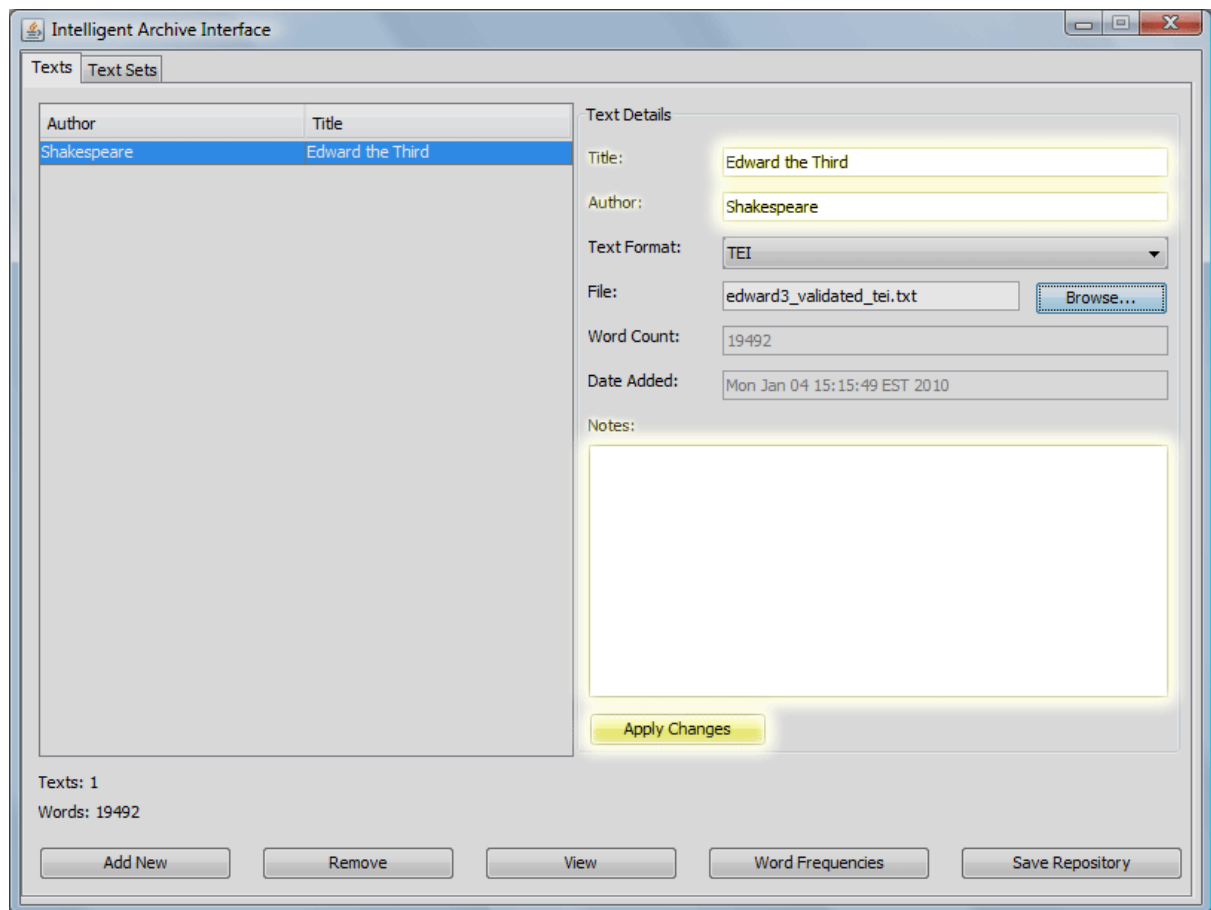 Intelligent Archive Interface
Texts Text Sets
Author Title
Shakespeare Edward the Third
Text Details
Title: Edward the Third
Author: Shakespeare
Text Format: TEI
File: edward3_validated_tei.txt Browse...
Word Count: 19492
Date Added: Mon Jan 04 15:15:49 EST 2010
Notes:
Apply Changes
Texts: 1
Words: 19492
Add New Remove View Word Frequencies Save Repository